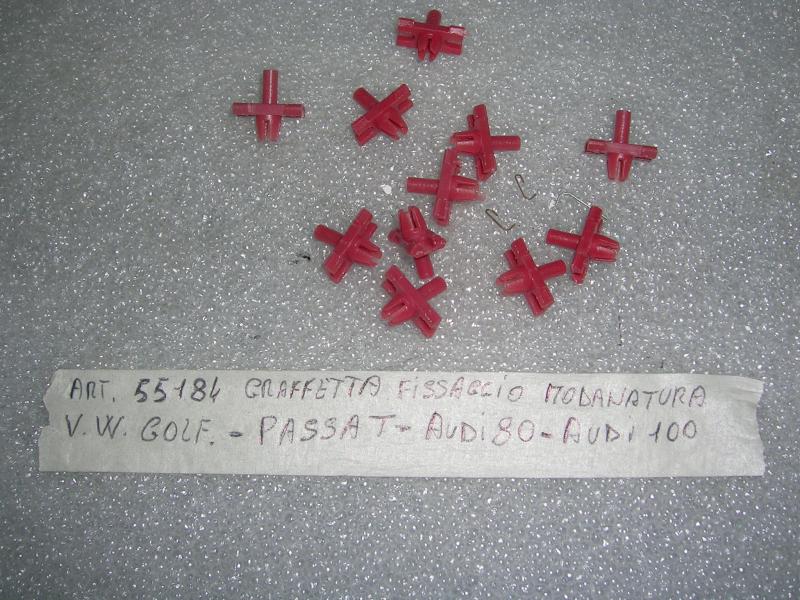 ART. 55184 GRAFFETTA FISSAGGIO MODANATURA
V.W. GOLF. - PASSAT - AUDI 80 - AUDI 100